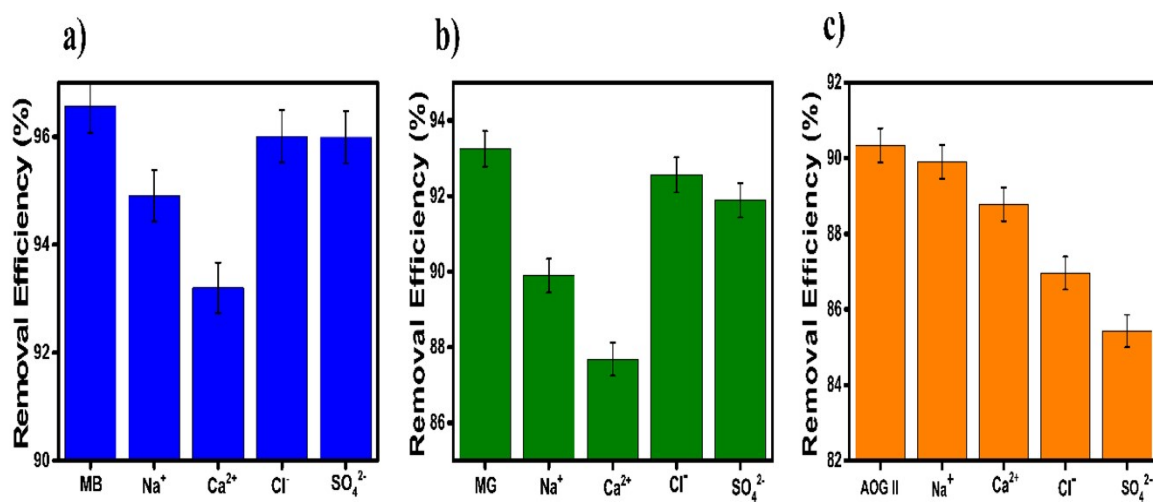 a)
Removal Efficiency (%)
96
94
92
90
MB Na⁺ Ca²⁺ Cl⁻ SO₄²⁻
b)
Removal Efficiency (%)
94
92
90
88
86
MG Na⁺ Ca²⁺ Cl⁻ SO₄²⁻
c)
Removal Efficiency (%)
92
90
88
86
84
82
AOG II Na⁺ Ca²⁺ Cl⁻ SO₄²⁻